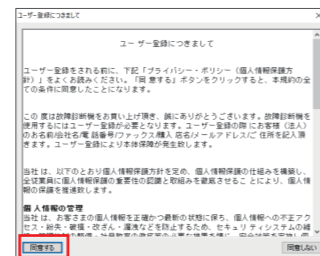 ユーザー登録につきまして
ユー ザー登録につきまして
ユーザー登録をされる前に、下記「プライバシー・ポリシー（個人情報保護方
針）」をよくお読みください。「同 意する」ボタンをクリックすると、本規約の全
ての条件に同意したことになります。
この 度は故障診断機をお買い上げ頂き、誠にありがとうございます。故障診断機を
使用するにはユーザー登録が必要となります。ユーザー登録の際 にお客様（法人）
のお名前/会社名/電 話番号/ファックス/購入 店名/メールアドレス/ご 住所を記入頂
きます。ユーザー登録により本体保障が発生致します。
当社 は、以下のとおり個人情報保護方針を定め、個人情報保護の仕組みを構築し、
全従業員に個人情報保護の重要性の認識と取組みを徹底させるこ とにより、個人情
報の保護を推進致します。
個 人情報の管理
当社 は、お客さまの個人情報を正確かつ最新の状態に保ち、個人情報への不正アク
セス・紛失・破損・改ざん・漏洩などを防止するため、セキュリ ティシステムの維
同意する
同意しない